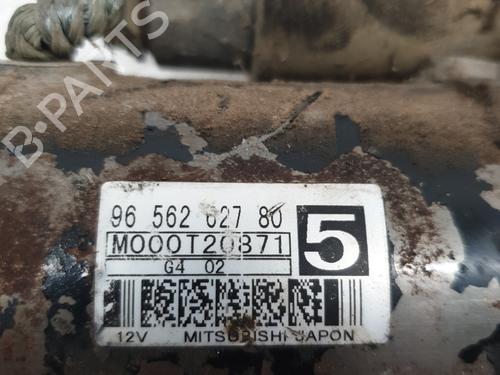 B-PARTS
96 562 627 80
M000T20871
5
G4 02
12V MITSUBISHI JAPON